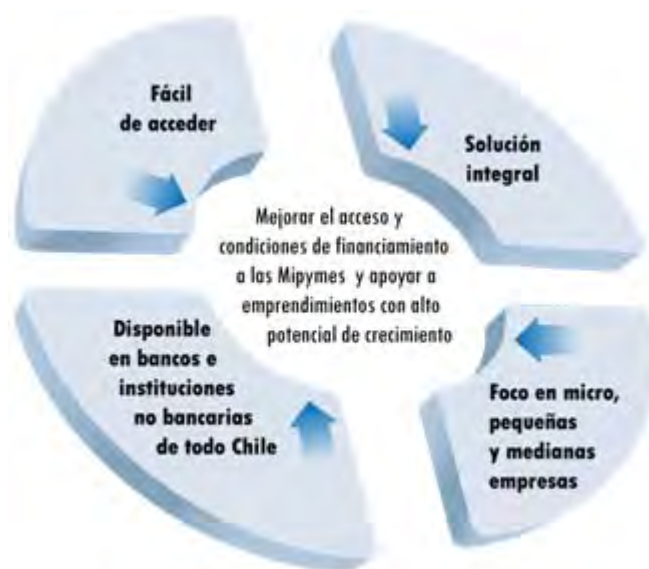 Fácil
de acceder
Solución
integral
Mejorar el acceso y
condiciones de financiamiento
a las Mipymes y apoyar a
emprendimientos con alto
potencial de crecimiento
Disponible
en bancos e
instituciones
no bancarias
de todo Chile
Foco en micro,
pequeñas
y medianas
empresas